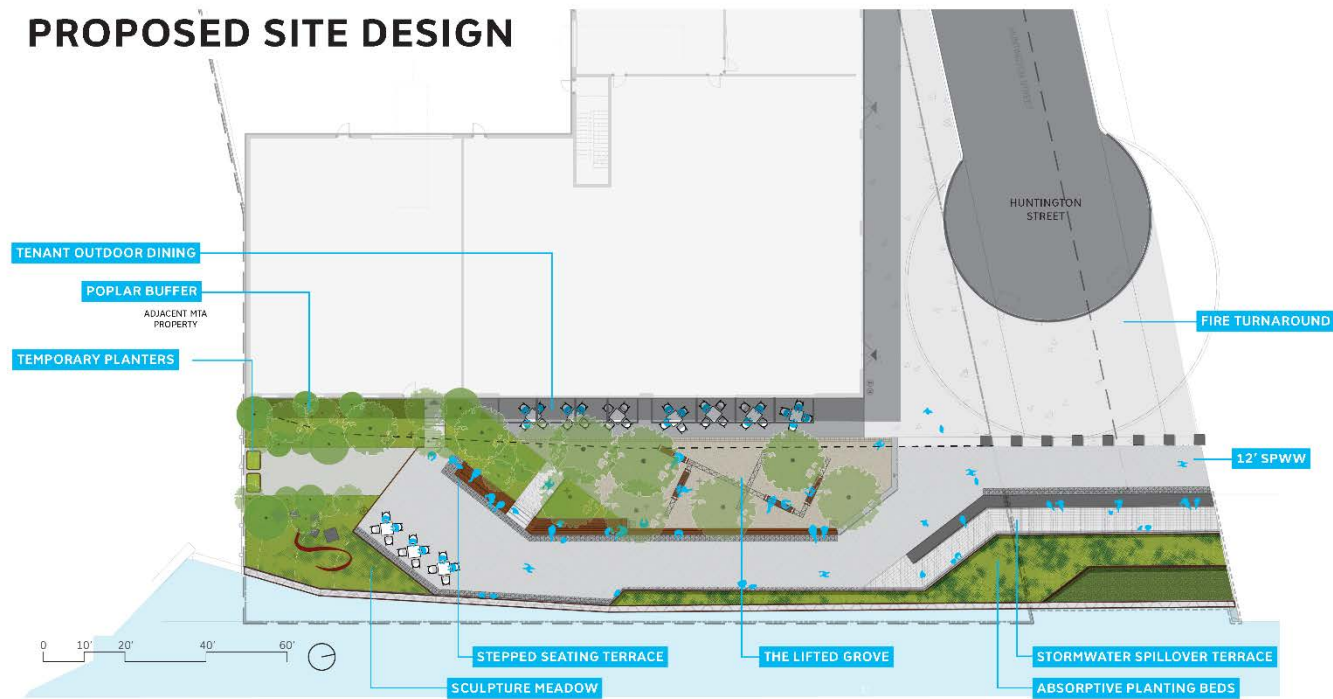 PROPOSED SITE DESIGN
HUNTINGTON STREET
HUNTINGTON
STREET
TENANT OUTDOOR DINING
POPLAR BUFFER
ADJACENT MTA
PROPERTY
TEMPORARY PLANTERS
FIRE TURNAROUND
12' SPWW
0 10' 20' 40' 60'
STEPPED SEATING TERRACE
THE LIFTED GROVE
STORMWATER SPILLOVER TERRACE
SCULPTURE MEADOW
ABSORPTIVE PLANTING BEDS